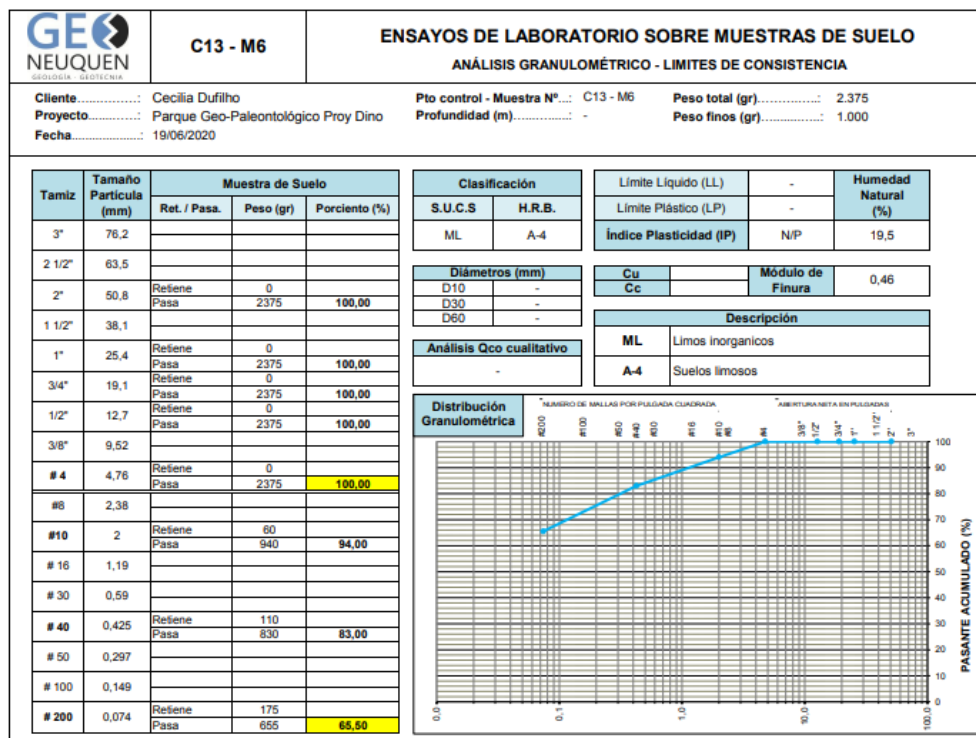 GEO
NEUQUEN
GEOLOGÍA - GEOTECNIA
C13 - M6
ENSAYOS DE LABORATORIO SOBRE MUESTRAS DE SUELO
ANÁLISIS GRANULOMÉTRICO - LIMITES DE CONSISTENCIA
Cliente................: Cecilia Dufilho
Proyecto............: Parque Geo-Paleontológico Proy Dino
Fecha.....................: 19/06/2020
Pto control - Muestra Nº...: C13 - M6
Profundidad (m)................: -
Peso total (gr)................: 2.375
Peso finos (gr)................: 1.000
Tamiz Tamaño Partícula (mm) Muestra de Suelo
Ret. / Pasa. Peso (gr) Porciento (%)
3" 76,2
2 1/2" 63,5
2" 50,8 Retiene 0
Pasa 2375 100,00
1 1/2" 38,1
1" 25,4 Retiene 0
Pasa 2375 100,00
3/4" 19,1 Retiene 0
Pasa 2375 100,00
1/2" 12,7 Retiene 0
Pasa 2375 100,00
3/8" 9,52
# 4 4,76 Retiene 0
Pasa 2375 100,00
#8 2,38
#10 2 Retiene 60
Pasa 940 94,00
# 16 1,19
# 30 0,59
# 40 0,425 Retiene 110
Pasa 830 83,00
# 50 0,297
# 100 0,149
# 200 0,074 Retiene 175
Pasa 655 65,50
Clasificación
S.U.C.S H.R.B.
ML A-4
Límite Líquido (LL) -
Límite Plástico (LP) -
Índice Plasticidad (IP) N/P
Humedad Natural (%)
19,5
Diámetros (mm)
D10 -
D30 -
D60 -
Cu
Cc
Módulo de Finura 0,46
Análisis Qco cualitativo
-
Descripción
ML Limos inorganicos
A-4 Suelos limosos
Distribución Granulométrica
NUMERO DE MALLAS POR PULGADA CUADRADA
ABERTURA NETA EN PULGADAS
#200 #100 #50 #40 #30 #16 #10 #8 #4 3/8" 1/2" 3/4" 1" 1 1/2" 2" 3"
100
90
80
70
60
50
40
30
20
10
0
PASANTE ACUMULADO (%)
0,0 0,1 1,0 10,0 100,0